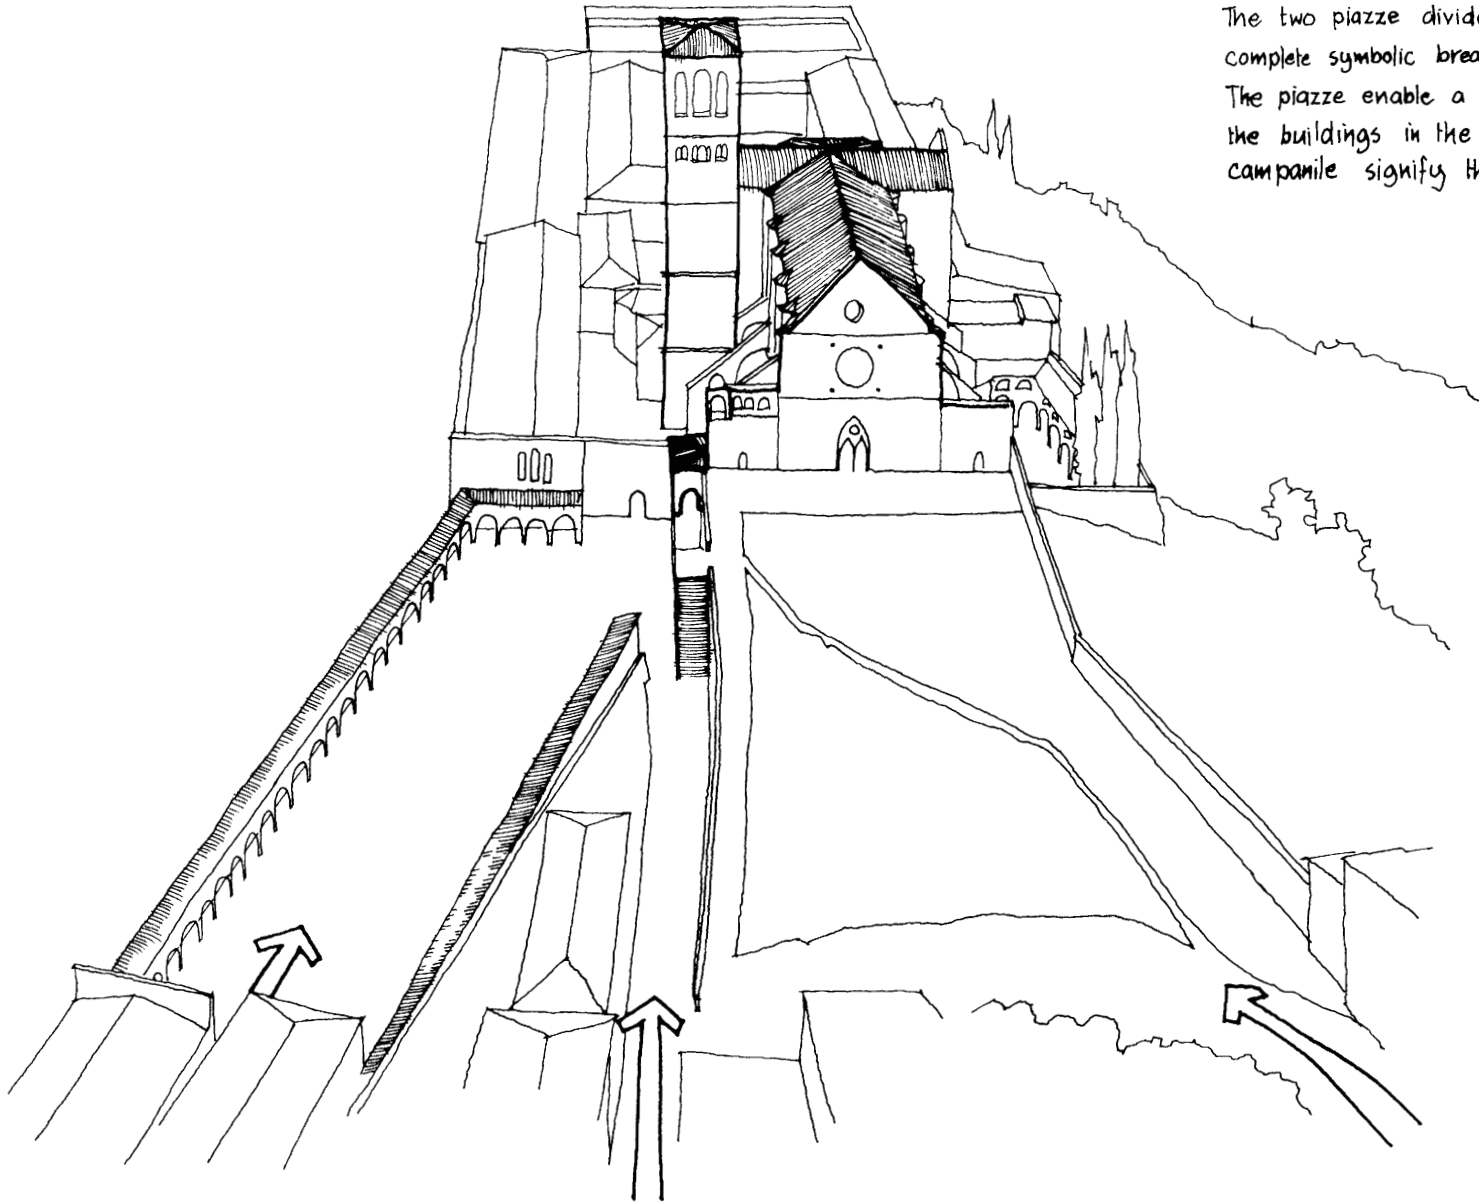 The two piazze divide
complete symbolic brea
The piazze enable a
the buildings in the
campanile signify th